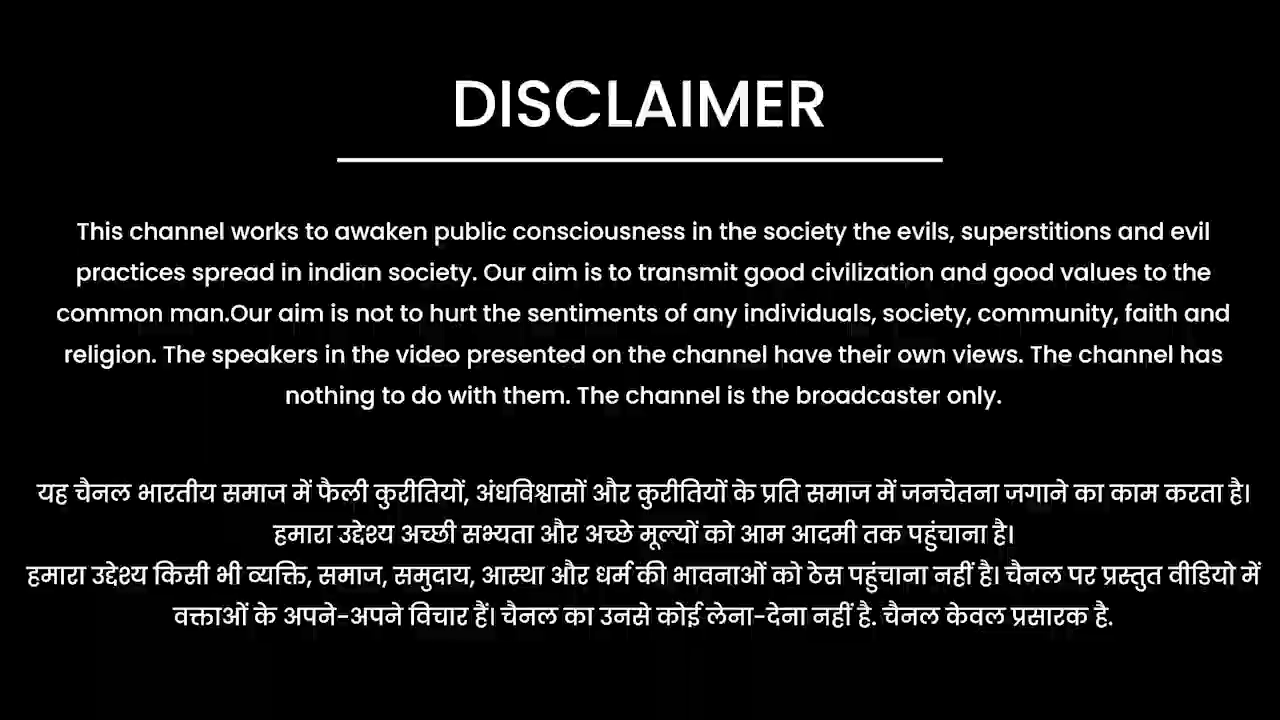 DISCLAIMER
This channel works to awaken public consciousness in the society the evils, superstitions and evil
practices spread in indian society. Our aim is to transmit good civilization and good values to the
common man.Our aim is not to hurt the sentiments of any individuals, society, community, faith and
religion. The speakers in the video presented on the channel have their own views. The channel has
nothing to do with them. The channel is the broadcaster only.
यह चैनल भारतीय समाज में फैली कुरीतियों, अंधविश्वासों और कुरीतियों के प्रति समाज में जनचेतना जगाने का काम करता है।
हमारा उद्देश्य अच्छी सभ्यता और अच्छे मूल्यों को आम आदमी तक पहुंचाना है।
हमारा उद्देश्य किसी भी व्यक्ति, समाज, समुदाय, आस्था और धर्म की भावनाओं को ठेस पहुंचाना नहीं है। चैनल पर प्रस्तुत वीडियो में
वक्ताओं के अपने-अपने विचार हैं। चैनल का उनसे कोई लेना-देना नहीं है. चैनल केवल प्रसारक है.